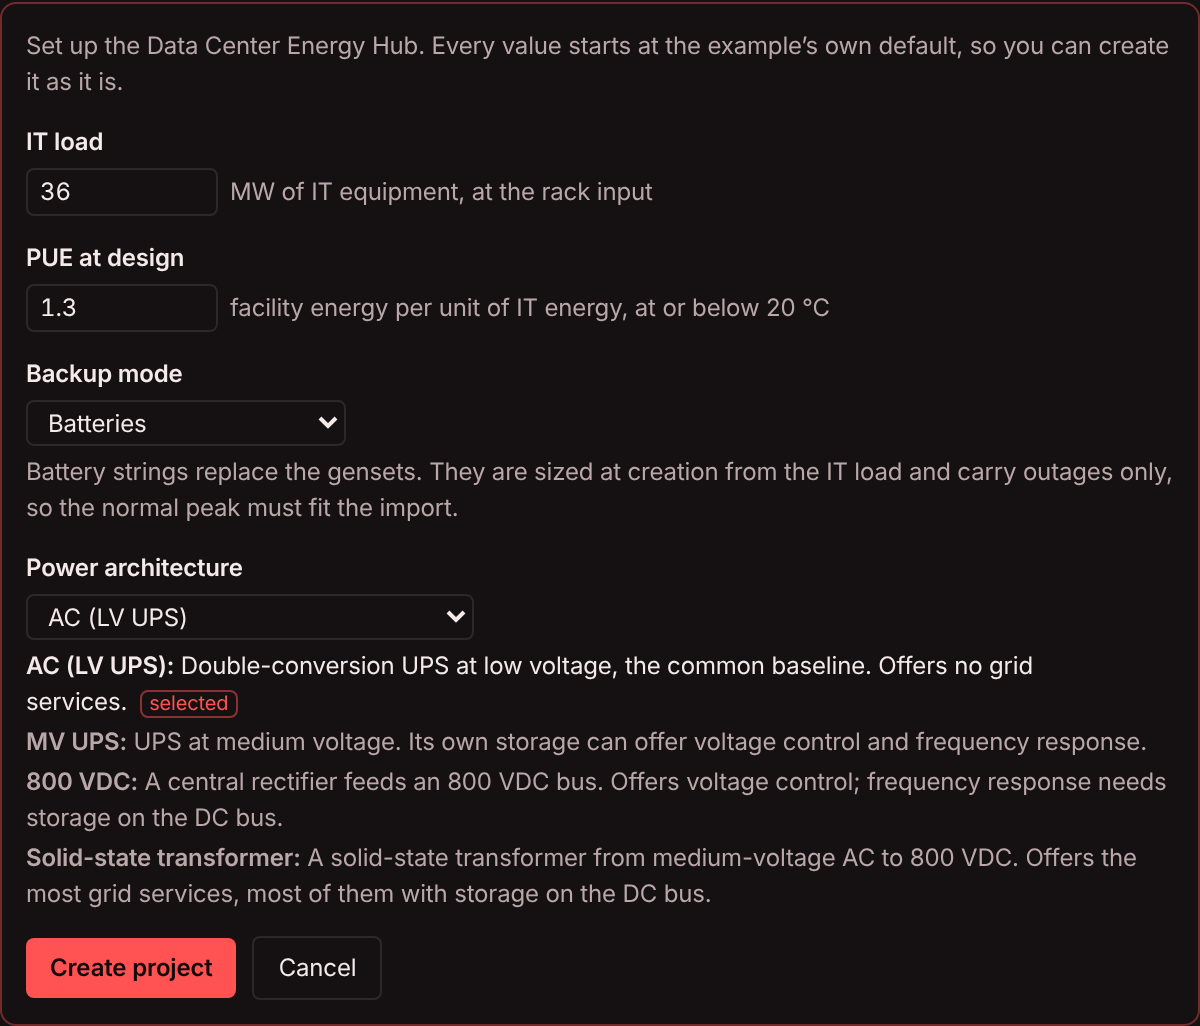 Set up the Data Center Energy Hub. Every value starts at the example’s own default, so you can create
it as it is.
IT load
36
MW of IT equipment, at the rack input
PUE at design
1.3
facility energy per unit of IT energy, at or below 20 °C
Backup mode
Batteries
Battery strings replace the gensets. They are sized at creation from the IT load and carry outages only,
so the normal peak must fit the import.
Power architecture
AC (LV UPS)
AC (LV UPS): Double-conversion UPS at low voltage, the common baseline. Offers no grid
services. selected
MV UPS: UPS at medium voltage. Its own storage can offer voltage control and frequency response.
800 VDC: A central rectifier feeds an 800 VDC bus. Offers voltage control; frequency response needs
storage on the DC bus.
Solid-state transformer: A solid-state transformer from medium-voltage AC to 800 VDC. Offers the
most grid services, most of them with storage on the DC bus.
Create project
Cancel